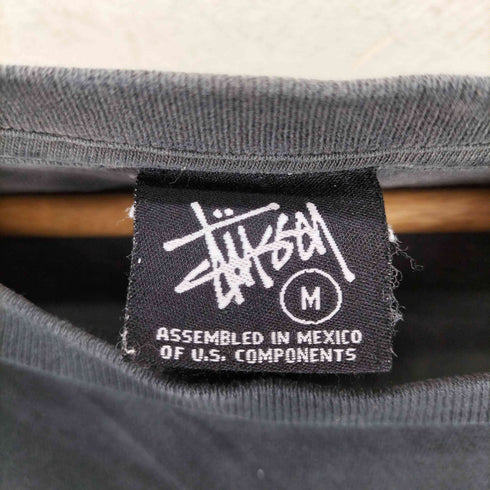 Stüssy
M
ASSEMBLED IN MEXICO
OF U.S. COMPONENTS